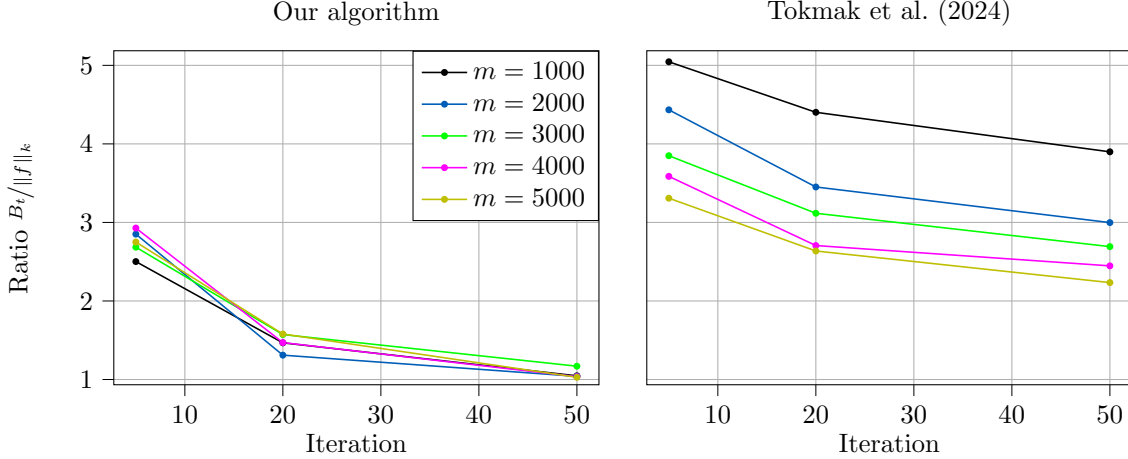 Our algorithm
Tokmak et al. (2024)
Ratio B_t/||f||_k
5
4
3
2
1
m = 1000
m = 2000
m = 3000
m = 4000
m = 5000
10 20 30 40 50
10 20 30 40 50
Iteration
Iteration